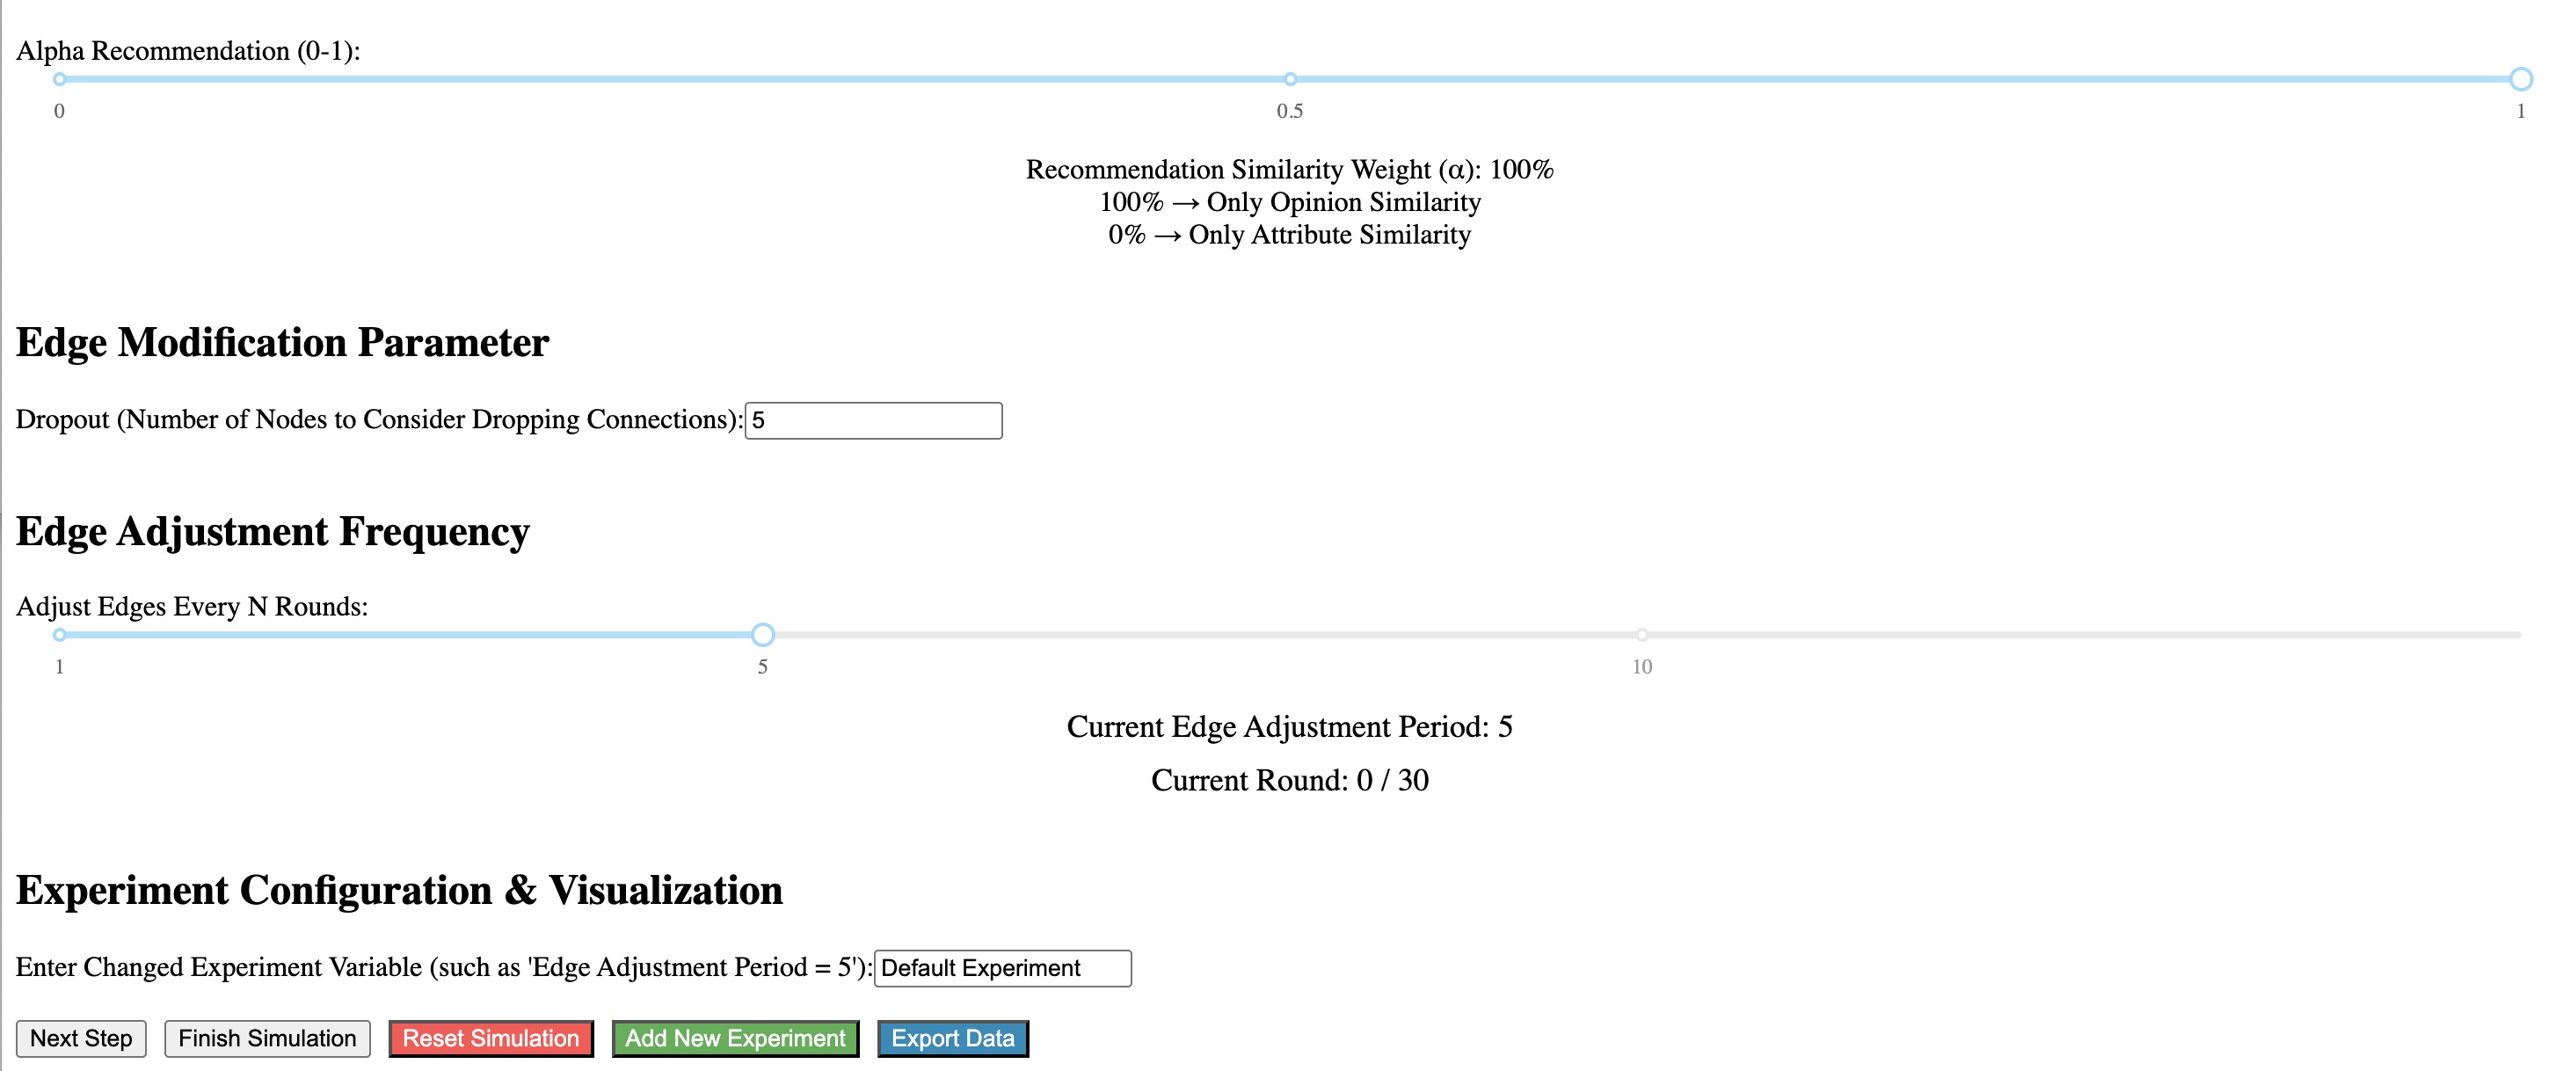 Alpha Recommendation (0-1):
0 0.5 1
Recommendation Similarity Weight (α): 100%
100% → Only Opinion Similarity
0% → Only Attribute Similarity
Edge Modification Parameter
Dropout (Number of Nodes to Consider Dropping Connections): 5
Edge Adjustment Frequency
Adjust Edges Every N Rounds:
1 5 10
Current Edge Adjustment Period: 5
Current Round: 0 / 30
Experiment Configuration & Visualization
Enter Changed Experiment Variable (such as 'Edge Adjustment Period = 5'): Default Experiment
Next Step Finish Simulation Reset Simulation Add New Experiment Export Data